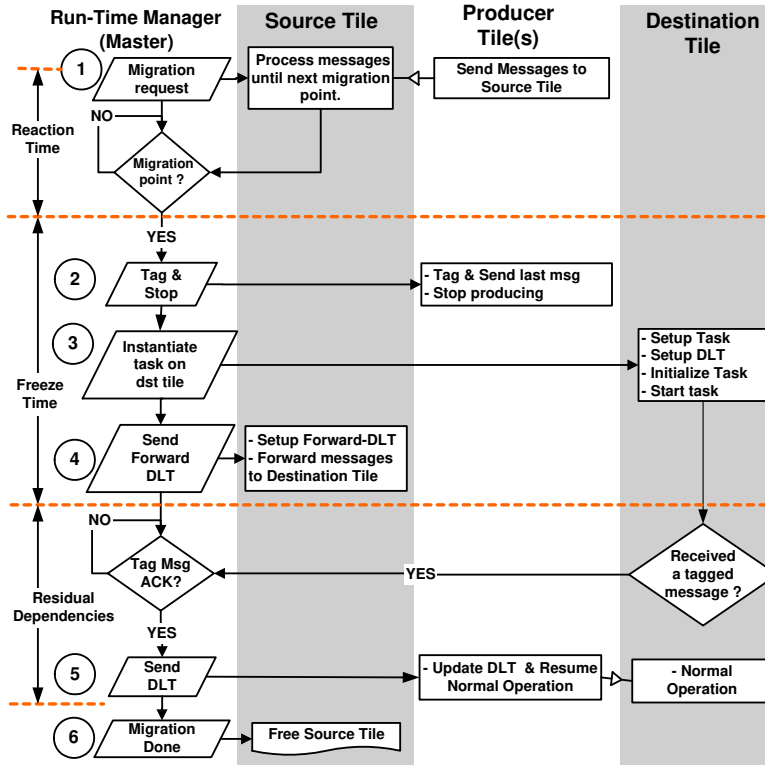 Run-Time Manager
(Master)
Source Tile
Producer
Tile(s)
Destination
Tile
1
Migration
request
Process messages
until next migration
point.
Send Messages to
Source Tile
NO
Reaction
Time
Migration
point ?
YES
2
Tag &
Stop
- Tag & Send last msg
- Stop producing
3
Instantiate
task on
dst tile
- Setup Task
- Setup DLT
- Initialize Task
- Start task
Freeze
Time
4
Send
Forward
DLT
- Setup Forward-DLT
- Forward messages
to Destination Tile
NO
Tag Msg
ACK?
YES
Received
a tagged
message ?
Residual
Dependencies
YES
5
Send
DLT
- Update DLT & Resume
Normal Operation
- Normal
Operation
6
Migration
Done
Free Source Tile